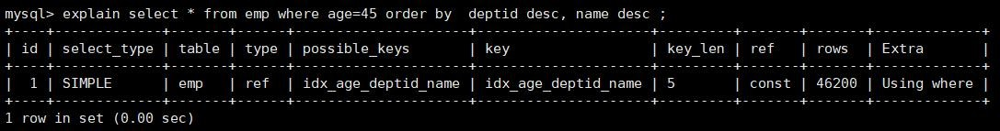 mysql> explain select * from emp where age=45 order by  deptid desc, name desc ;
+----+-------------+-------+------+---------------------+---------------------+---------+-------+-------+-------------+
| id | select_type | table | type | possible_keys       | key                 | key_len | ref   | rows  | Extra       |
+----+-------------+-------+------+---------------------+---------------------+---------+-------+-------+-------------+
|  1 | SIMPLE      | emp   | ref  | idx_age_deptid_name | idx_age_deptid_name | 5       | const | 46200 | Using where |
+----+-------------+-------+------+---------------------+---------------------+---------+-------+-------+-------------+
1 row in set (0.00 sec)